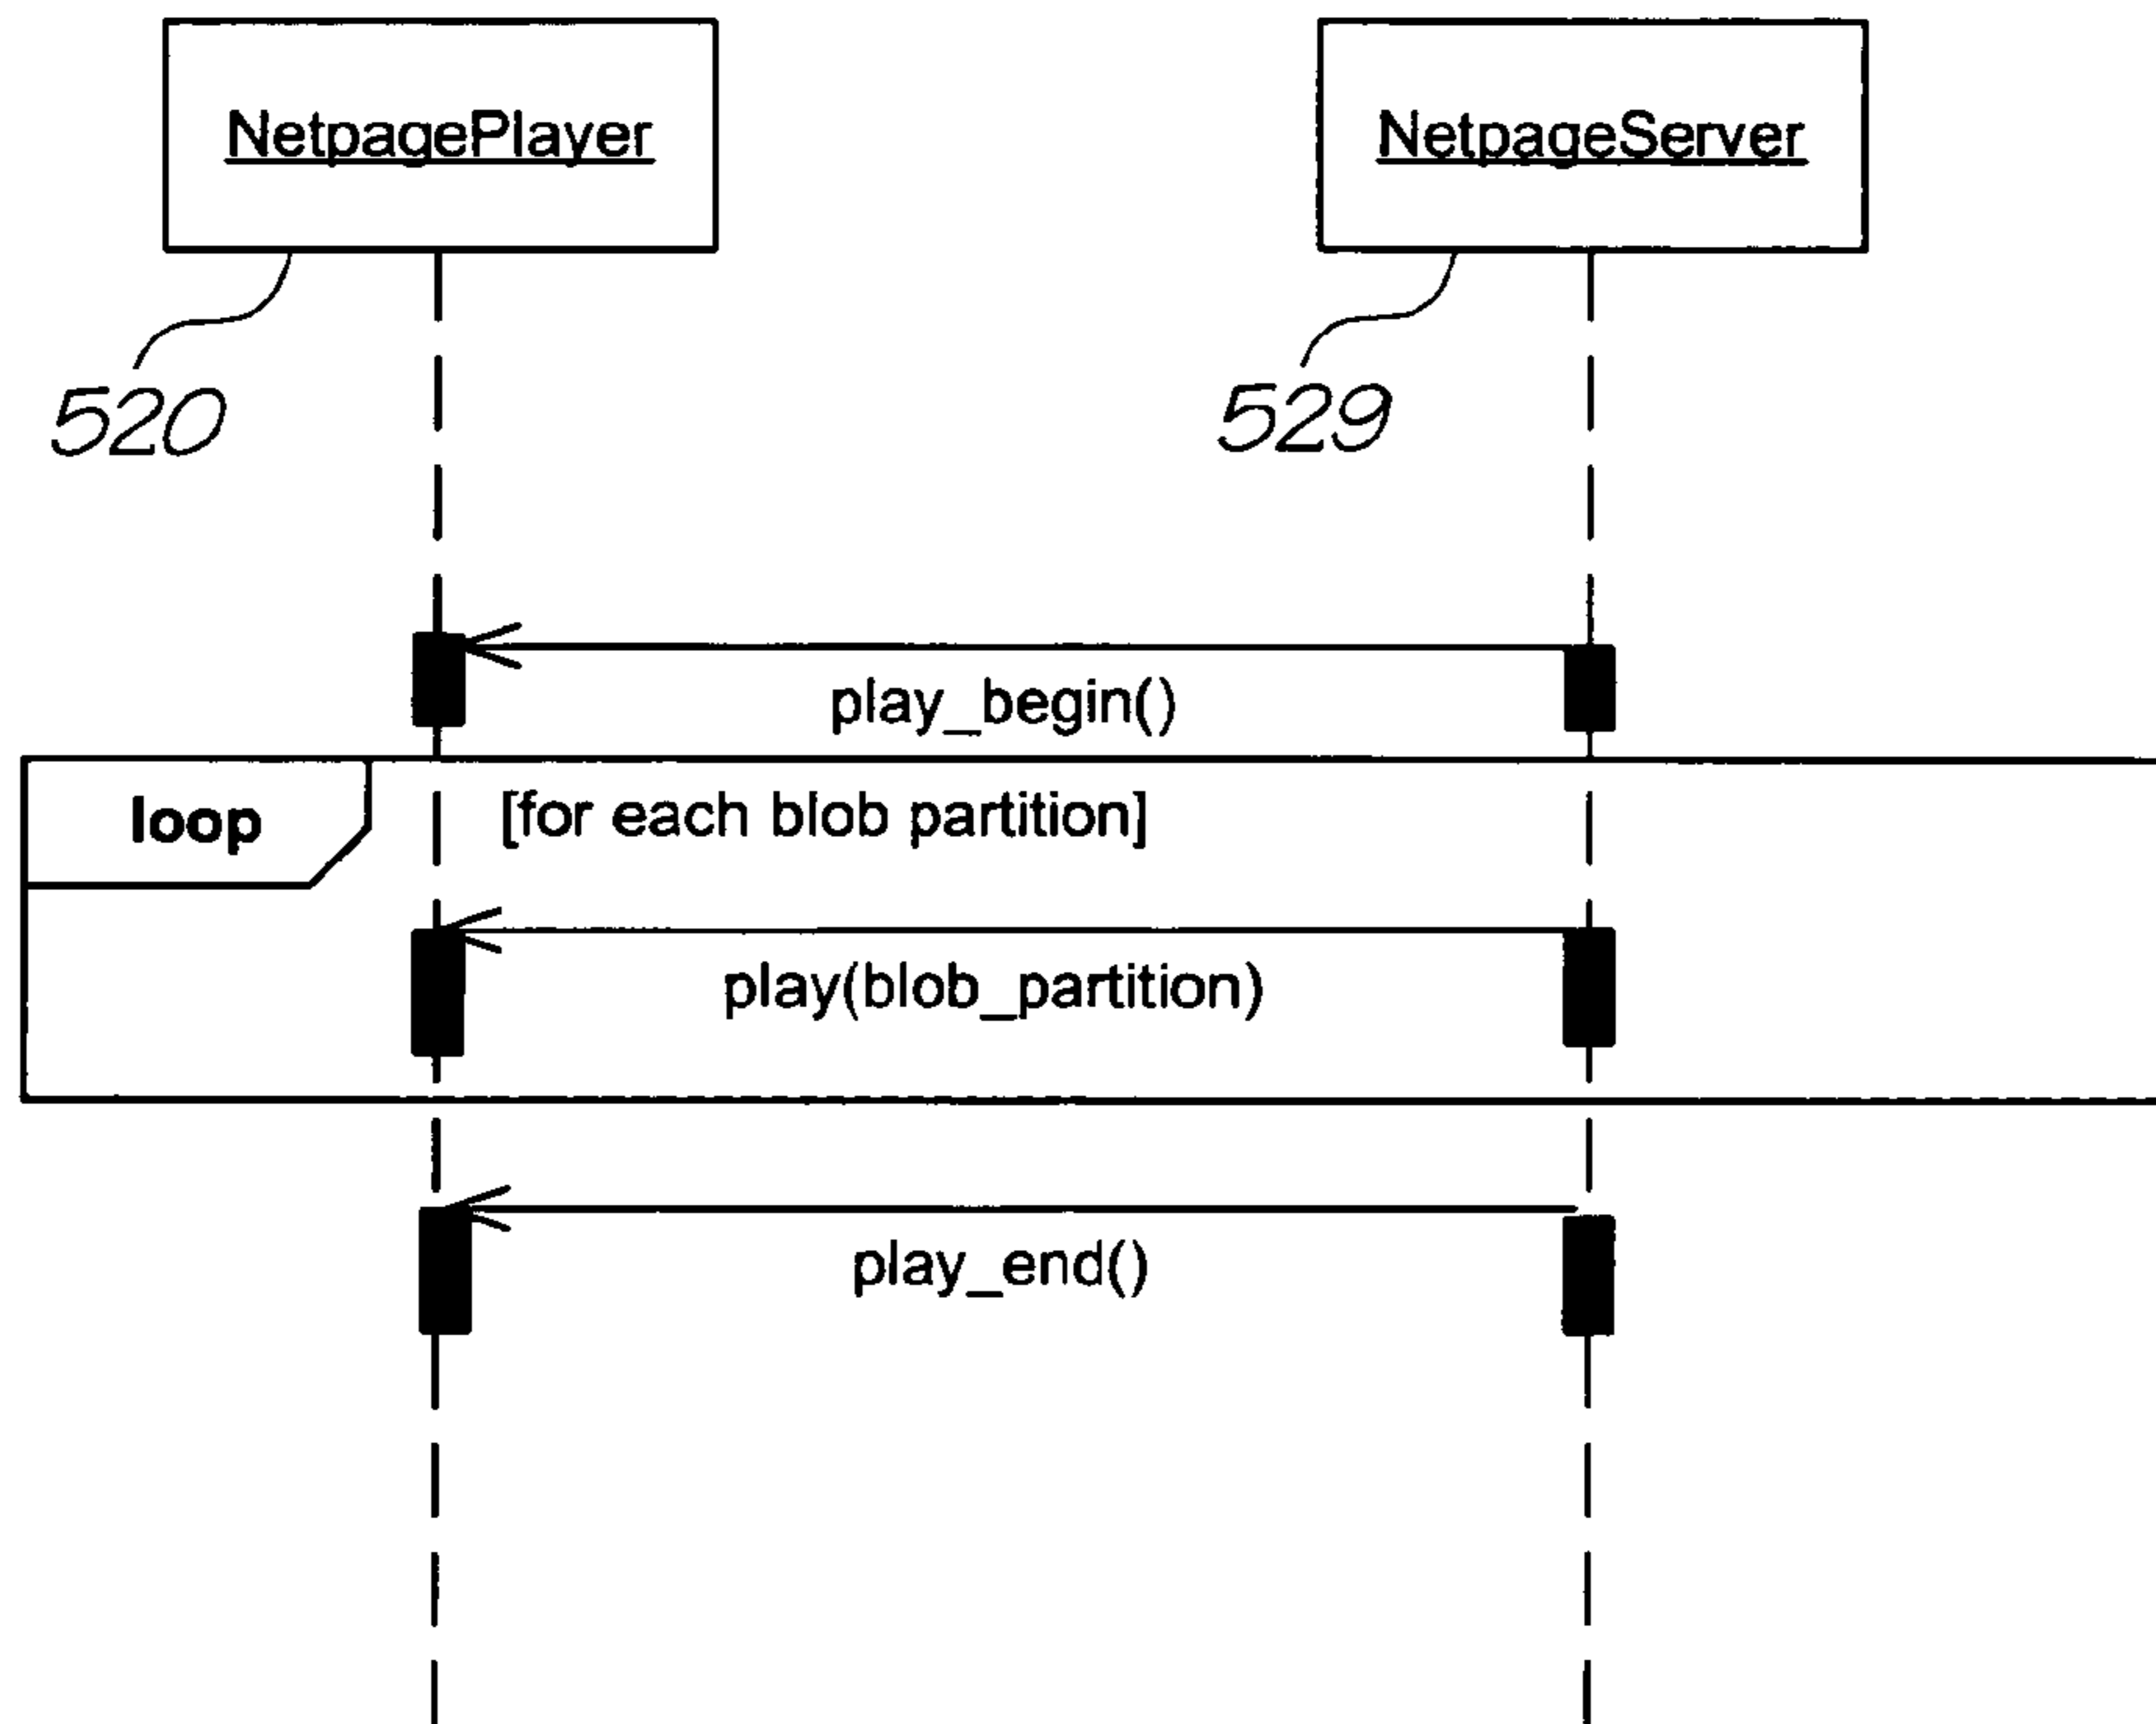 NetpagePlayer
NetpageServer
520
529
play_begin()
loop
[for each blob partition]
play(blob_partition)
play_end()